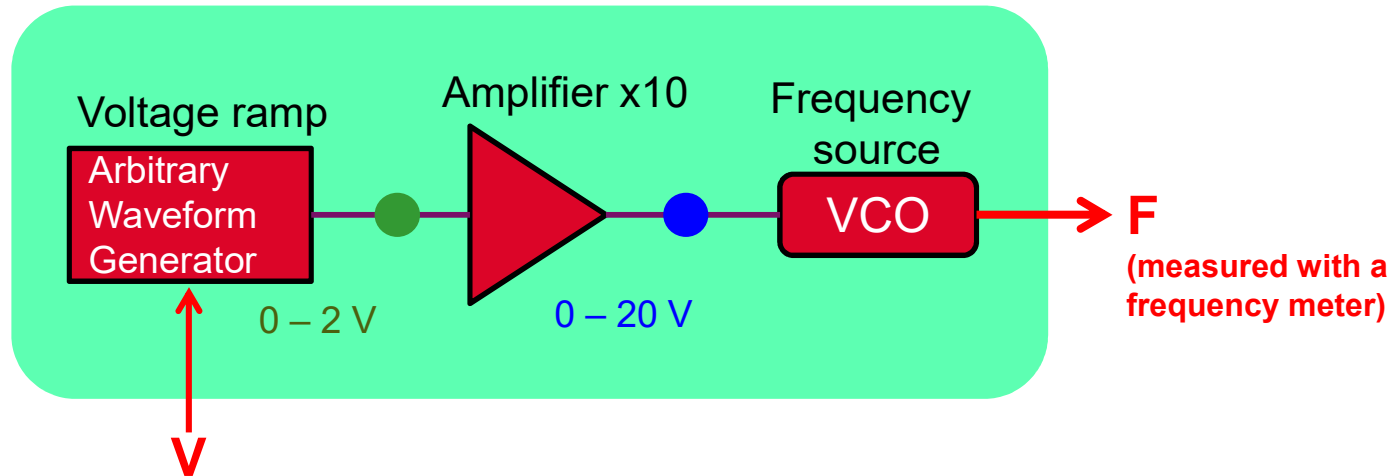 Voltage ramp
Arbitrary
Waveform
Generator
0 – 2 V
Amplifier x10
0 – 20 V
Frequency
source
VCO
F
(measured with a
frequency meter)
V